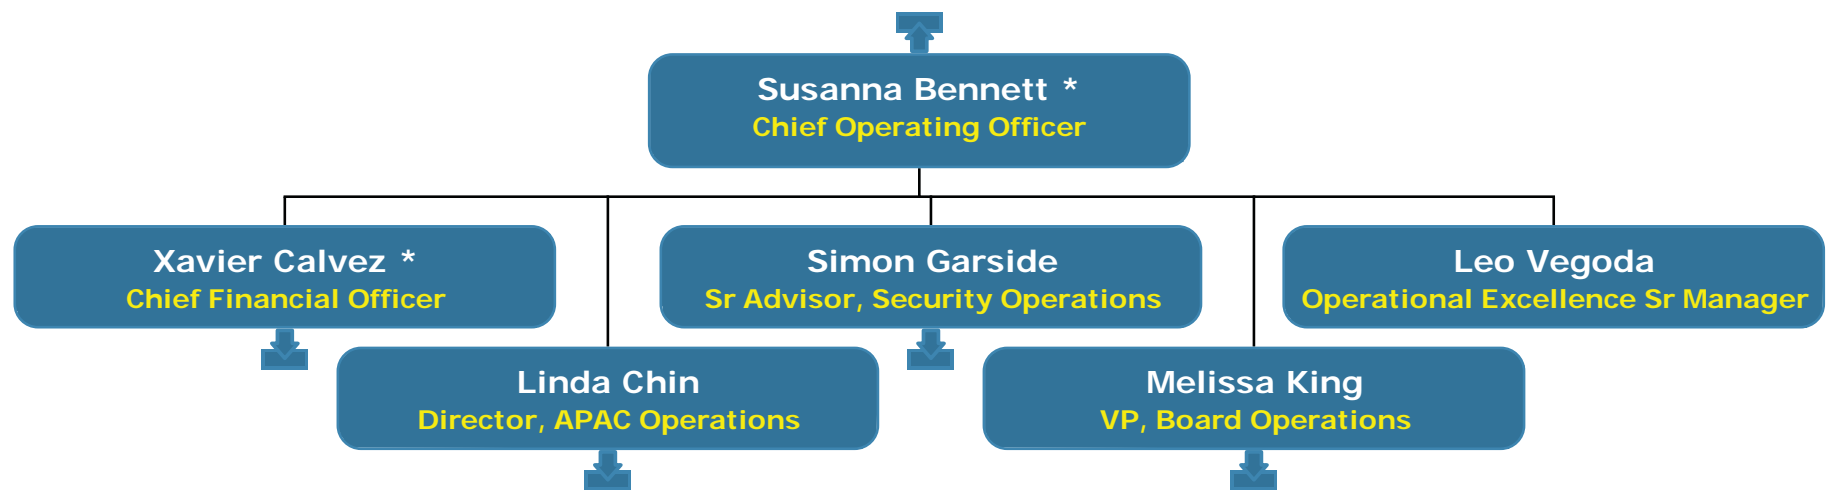 Susanna Bennett *
Chief Operating Officer
Xavier Calvez *
Chief Financial Officer
Simon Garside
Sr Advisor, Security Operations
Leo Vegoda
Operational Excellence Sr Manager
Linda Chin
Director, APAC Operations
Melissa King
VP, Board Operations